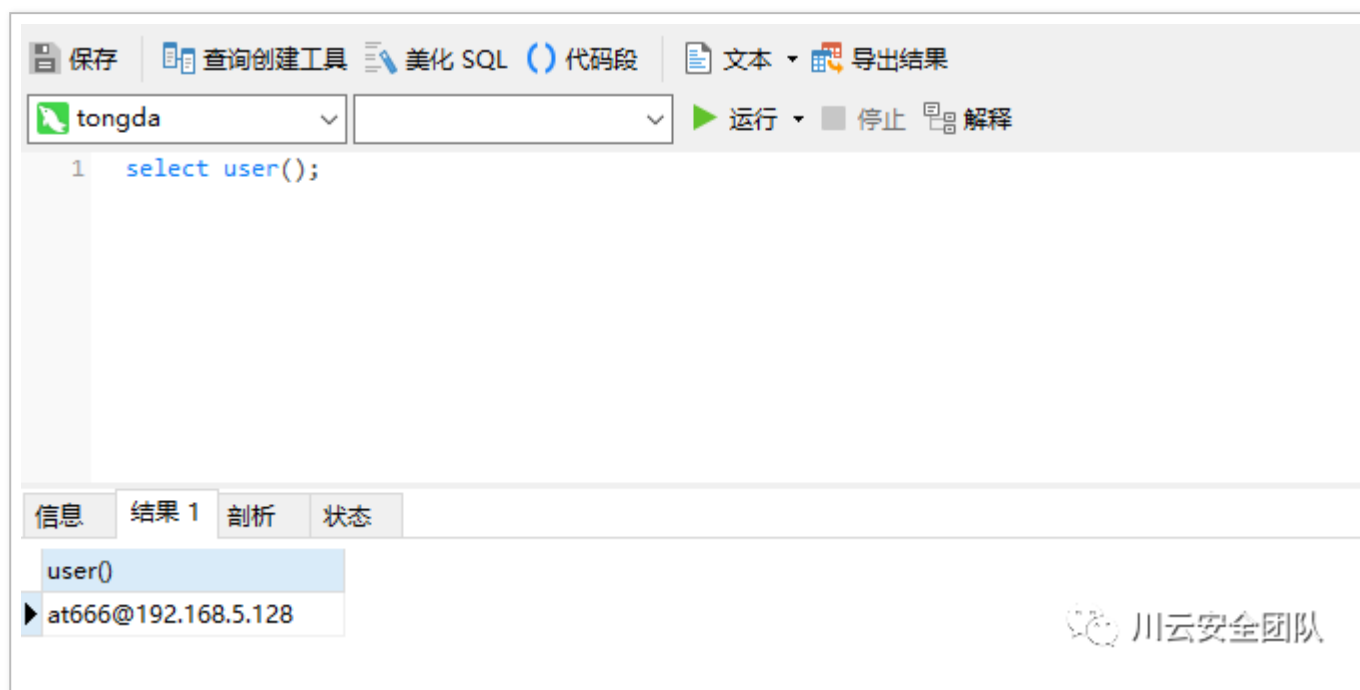 保存 查询创建工具 美化 SQL () 代码段 文本 导出结果
tongda 运行 停止 解释
1 select user();
信息 结果 1 剖析 状态
user()
at666@192.168.5.128
川云安全团队